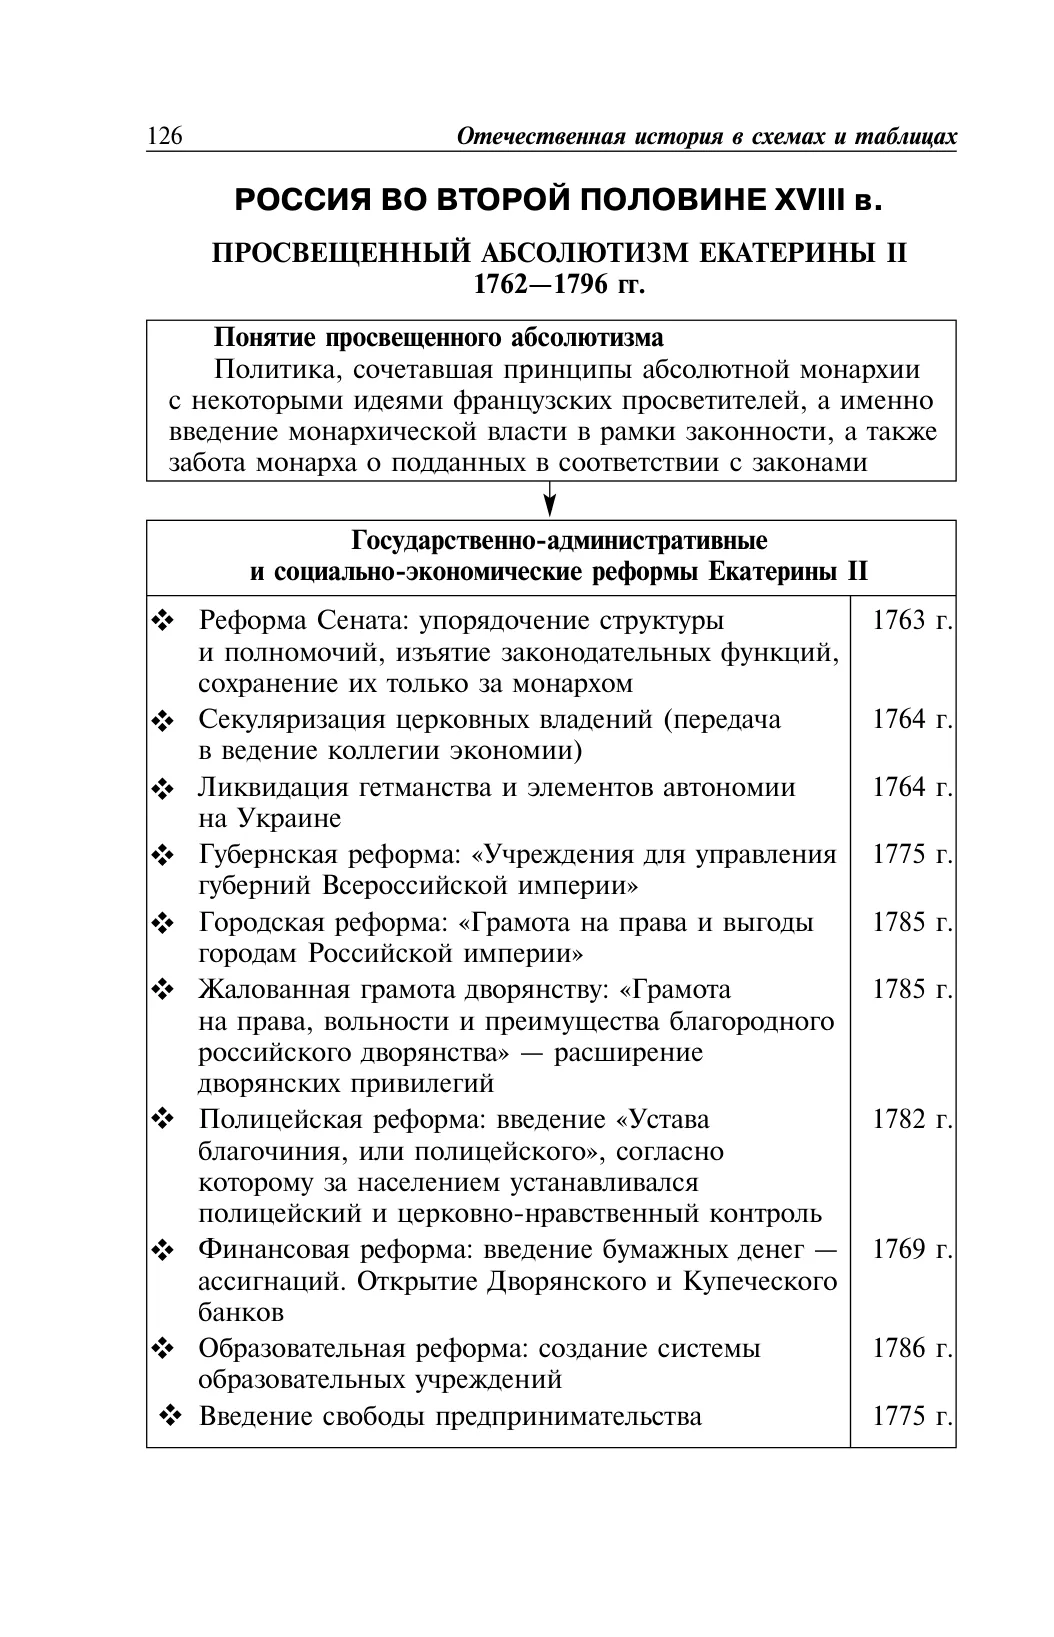 126
Отечественная история в схемах и таблицах
РОССИЯ ВО ВТОРОЙ ПОЛОВИНЕ XVIII в.
ПРОСВЕЩЕННЫЙ АБСОЛЮТИЗМ ЕКАТЕРИНЫ II
1762—1796 гг.
Понятие просвещенного абсолютизма
Политика, сочетавшая принципы абсолютной монархии
с некоторыми идеями французских просветителей, а именно
введение монархической власти в рамки законности, а также
забота монарха о подданных в соответствии с законами
Государственно-административные
и социально-экономические реформы Екатерины II
❖ Реформа Сената: упорядочение структуры 1763 г.
и полномочий, изъятие законодательных функций,
сохранение их только за монархом
❖ Секуляризация церковных владений (передача 1764 г.
в ведение коллегии экономии)
❖ Ликвидация гетманства и элементов автономии 1764 г.
на Украине
❖ Губернская реформа: «Учреждения для управления 1775 г.
губерний Всероссийской империи»
❖ Городская реформа: «Грамота на права и выгоды 1785 г.
городам Российской империи»
❖ Жалованная грамота дворянству: «Грамота 1785 г.
на права, вольности и преимущества благородного
российского дворянства» — расширение
дворянских привилегий
❖ Полицейская реформа: введение «Устава 1782 г.
благочиния, или полицейского», согласно
которому за населением устанавливался
полицейский и церковно-нравственный контроль
❖ Финансовая реформа: введение бумажных денег — 1769 г.
ассигнаций. Открытие Дворянского и Купеческого
банков
❖ Образовательная реформа: создание системы 1786 г.
образовательных учреждений
❖ Введение свободы предпринимательства 1775 г.